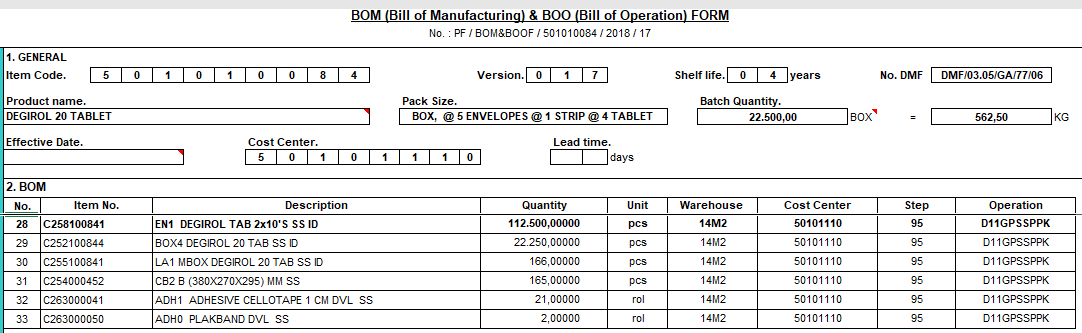 BOM (Bill of Manufacturing) & BOO (Bill of Operation) FORM
No. : PF / BOM&BOOF / 501010084 / 2018 / 17
1. GENERAL
Item Code. 5 0 1 0 1 0 0 8 4 Version. 0 1 7 Shelf life. 0 4 years No. DMF DMF/03.05/GA/77/06
Product name. Pack Size. Batch Quantity.
DEGIROL 20 TABLET BOX, @ 5 ENVELOPES @ 1 STRIP @ 4 TABLET 22.500,00 BOX = 562,50 KG
Effective Date. Cost Center. Lead time.
5 0 1 0 1 1 1 0 days
2. BOM
No. Item No. Description Quantity Unit Warehouse Cost Center Step Operation
28 C258100841 EN1 DEGIROL TAB 2x10'S SS ID 112.500,00000 pcs 14M2 50101110 95 D11GPSSPPK
29 C252100844 BOX4 DEGIROL 20 TAB SS ID 22.250,00000 pcs 14M2 50101110 95 D11GPSSPPK
30 C255100841 LA1 MBOX DEGIROL 20 TAB SS ID 166,00000 pcs 14M2 50101110 95 D11GPSSPPK
31 C254000452 CB2 B (380X270X295) MM SS 165,00000 pcs 14M2 50101110 95 D11GPSSPPK
32 C263000041 ADH1 ADHESIVE CELLOTAPE 1 CM DVL SS 21,00000 rol 14M2 50101110 95 D11GPSSPPK
33 C263000050 ADH0 PLAKBAND DVL SS 2,00000 rol 14M2 50101110 95 D11GPSSPPK